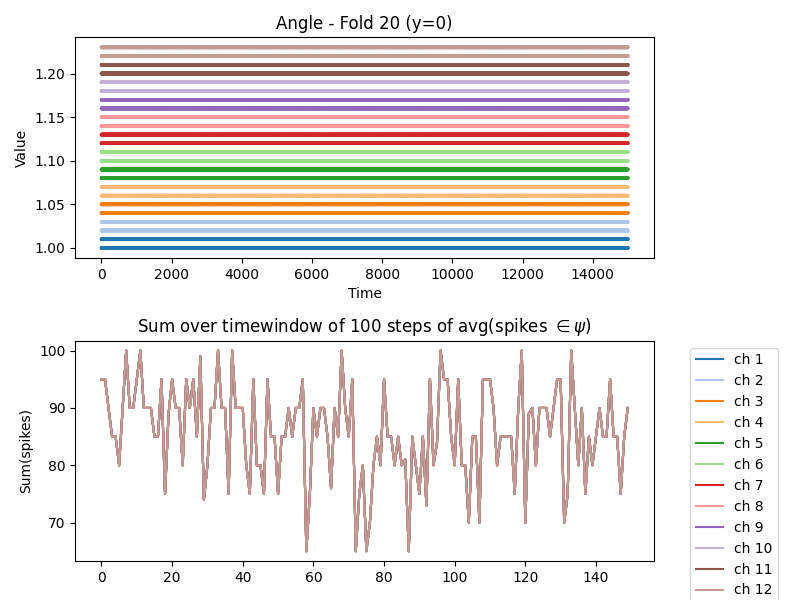 Angle - Fold 20 (y=0)
Value
1.20
1.15
1.10
1.05
1.00
0 2000 4000 6000 8000 10000 12000 14000
Time
Sum over timewindow of 100 steps of avg(spikes ∈ ψ)
Sum(spikes)
100
90
80
70
0 20 40 60 80 100 120 140
ch 1
ch 2
ch 3
ch 4
ch 5
ch 6
ch 7
ch 8
ch 9
ch 10
ch 11
ch 12